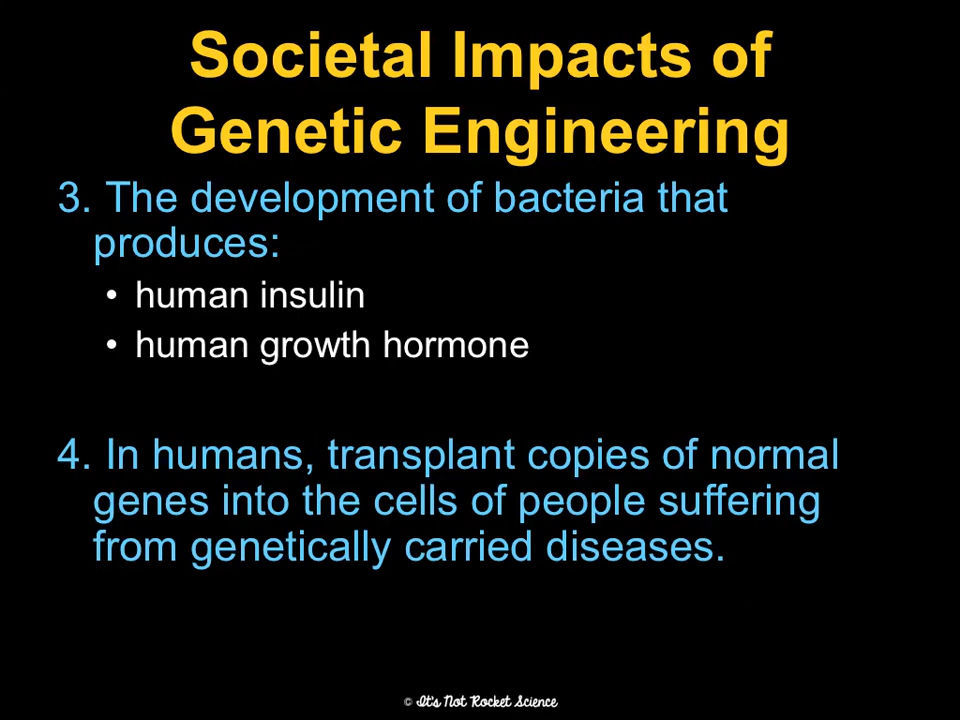 Societal Impacts of
Genetic Engineering
3. The development of bacteria that
produces:
• human insulin
• human growth hormone
4. In humans, transplant copies of normal
genes into the cells of people suffering
from genetically carried diseases.
© It's Not Rocket Science